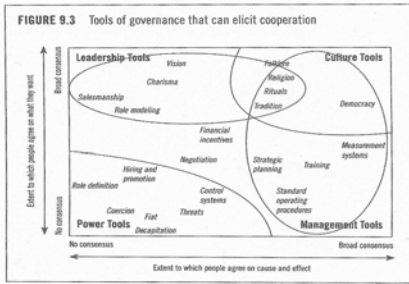 FIGURE 9.3 Tools of governance that can elicit cooperation
Leadership Tools
Culture Tools
Vision
Folklore
Religion
Charisma
Rituals
Salesmanship
Tradition
Democracy
Role modeling
Financial
incentives
Measurement
systems
Negotiation
Strategic
planning
Training
Hiring and
promotion
Role definition
Control
systems
Standard
operating
procedures
Coercion
Fiat
Threats
Decapitation
Power Tools
Management Tools
Broad consensus
No consensus
Extent to which people agree on what they want
No consensus
Broad consensus
Extent to which people agree on cause and effect